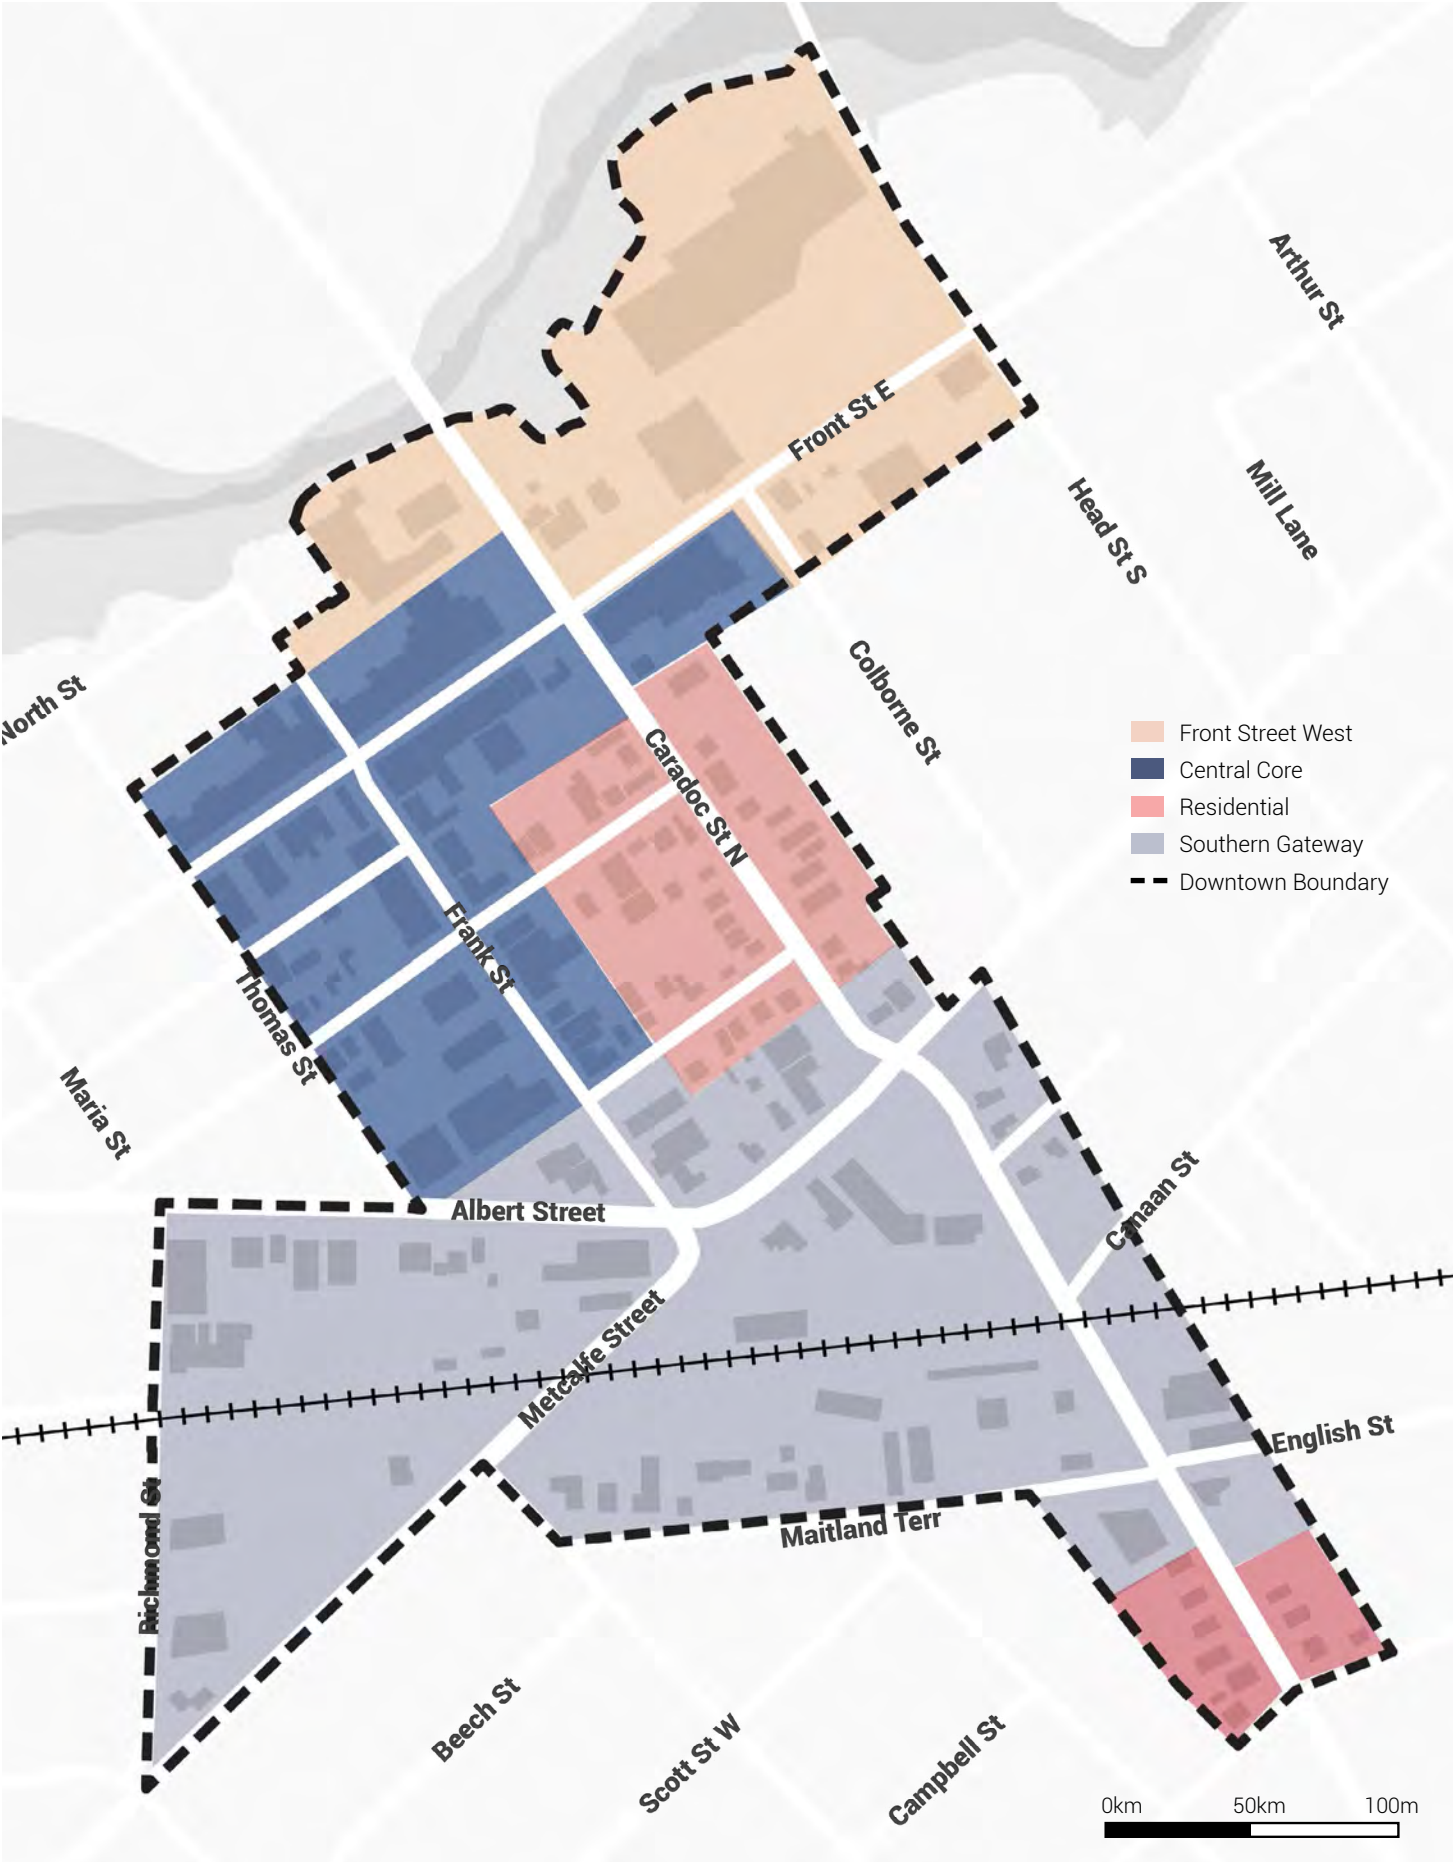 Arthur St
Front St E
Mill Lane
Head St S
Colborne St
North St
Caradoc St N
Front Street West
Central Core
Residential
Southern Gateway
Downtown Boundary
Frank St
Thomas St
Maria St
Albert Street
Canaan St
Metcalfe Street
English St
Richmond St
Maitland Terr
Beech St
Scott St W
Campbell St
0km 50km 100m